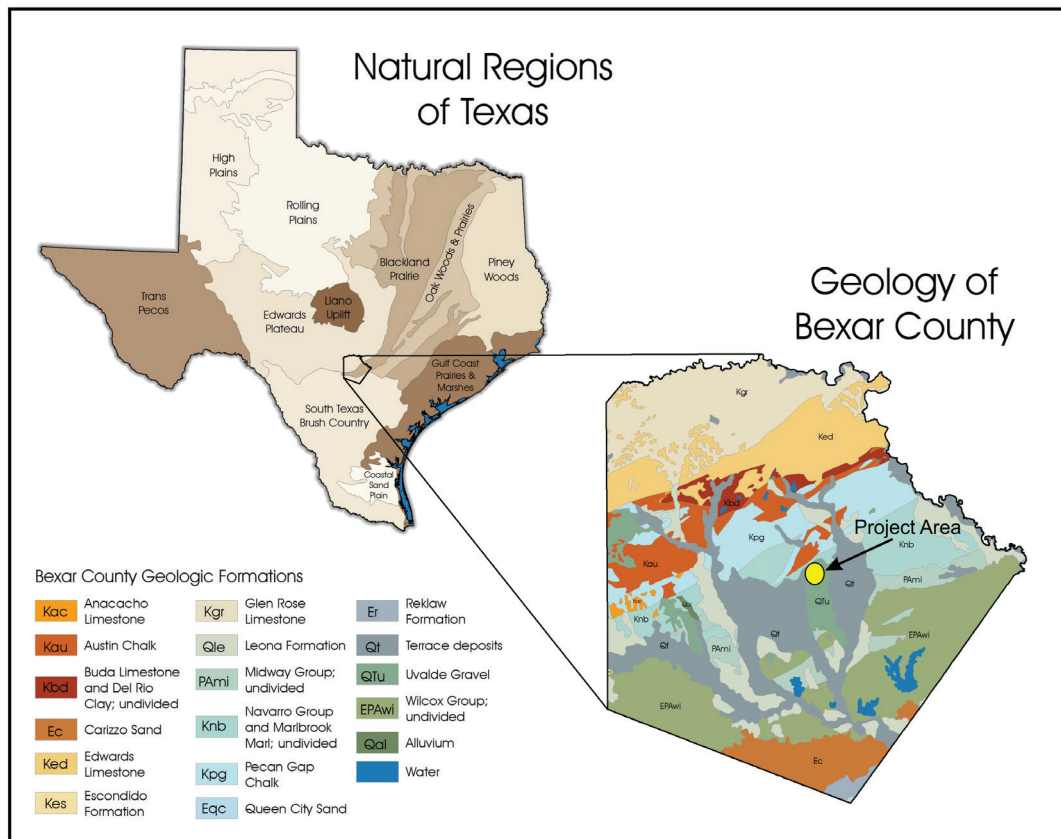 Natural Regions
of Texas
High
Plains
Rolling
Plains
Blackland
Prairie
Oak Woods & Prairies
Piney
Woods
Trans
Pecos
Edwards
Plateau
Llano
Uplift
Gulf Coast
Prairies &
Marshes
South Texas
Brush Country
Coastal
Sand
Plain
Geology of
Bexar County
Kgr
Ked
Kbd
Kpg
Project Area
Knb
Kau
Qt
PAmi
Kac
Qal
QTu
Knb
Qt
EPAwi
Qt
PAmi
EPAwi
Ec
Bexar County Geologic Formations
Kac Anacacho
Limestone
Kau Austin Chalk
Kbd Buda Limestone
and Del Rio
Clay; undivided
Ec Carizzo Sand
Ked Edwards
Limestone
Kes Escondido
Formation
Kgr Glen Rose
Limestone
Qle Leona Formation
PAmi Midway Group;
undivided
Knb Navarro Group
and Marlbrook
Marl; undivided
Kpg Pecan Gap
Chalk
Eqc Queen City Sand
Er Reklaw
Formation
Qt Terrace deposits
QTu Uvalde Gravel
EPAwi Wilcox Group;
undivided
Qal Alluvium
Water